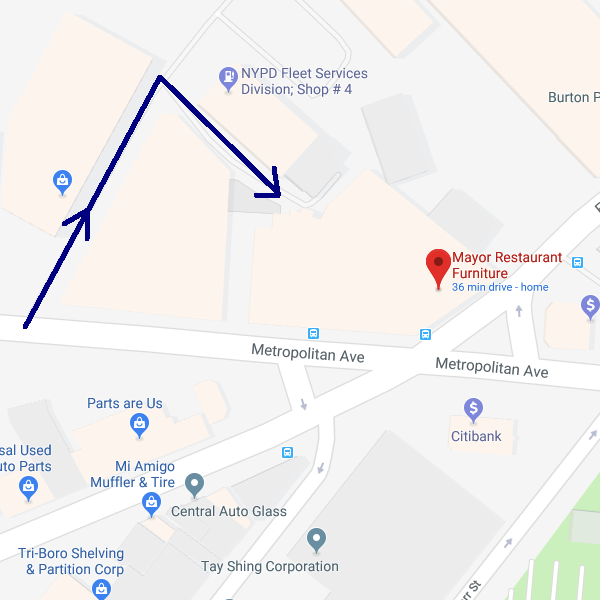 NYPD Fleet Services
Division; Shop # 4
Burton P
Mayor Restaurant
Furniture
36 min drive - home
Metropolitan Ave
Metropolitan Ave
Parts are Us
Citibank
sal Used
uto Parts
Mi Amigo
Muffler & Tire
Central Auto Glass
Tri-Boro Shelving
& Partition Corp
Tay Shing Corporation
rr St